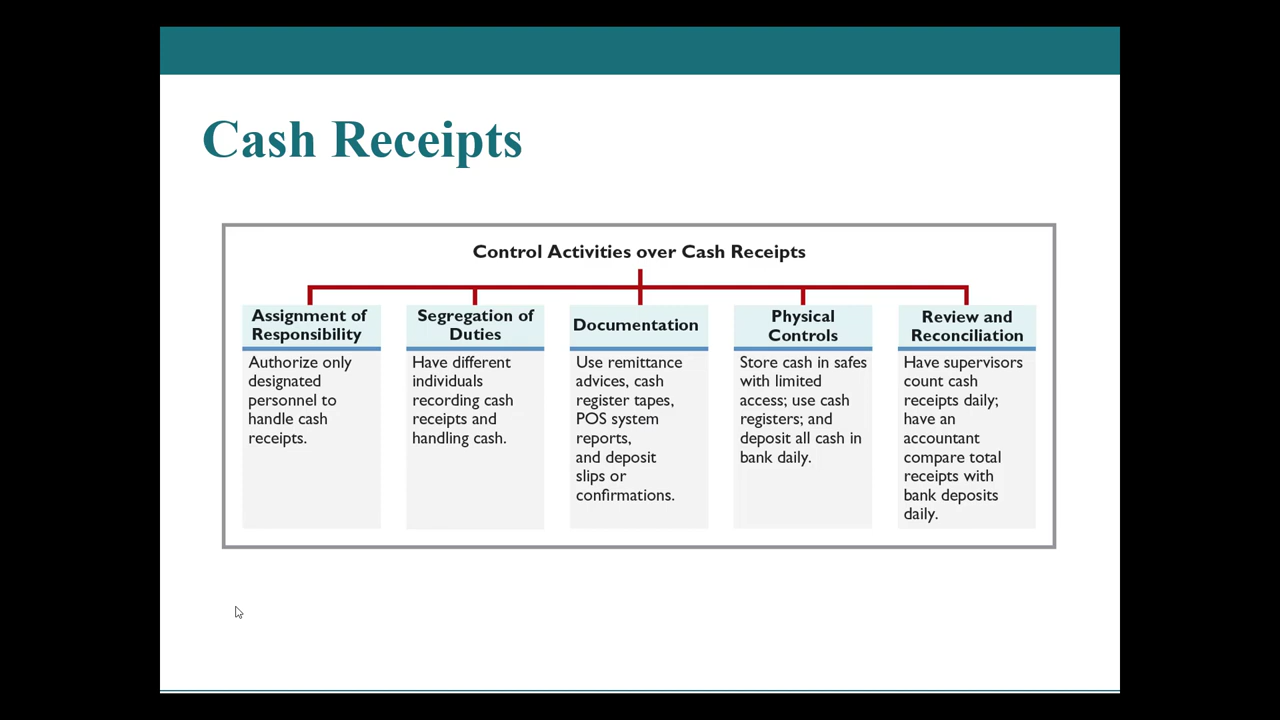 Cash Receipts
Control Activities over Cash Receipts
Assignment of
Responsibility
Authorize only
designated
personnel to
handle cash
receipts.
Segregation of
Duties
Have different
individuals
recording cash
receipts and
handling cash.
Documentation
Use remittance
advices, cash
register tapes,
POS system
reports,
and deposit
slips or
confirmations.
Physical
Controls
Store cash in safes
with limited
access; use cash
registers; and
deposit all cash in
bank daily.
Review and
Reconciliation
Have supervisors
count cash
receipts daily;
have an
accountant
compare total
receipts with
bank deposits
daily.